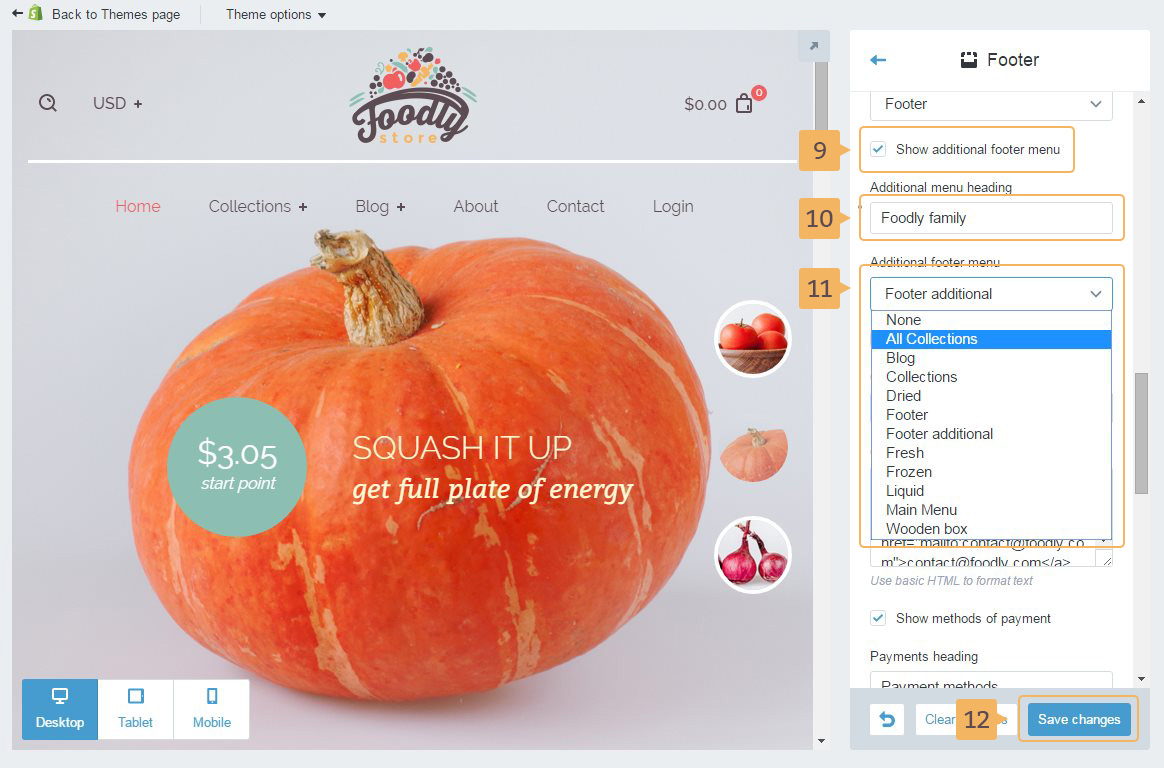 Back to Themes page
Theme options
USD +
Foodly
store
$0.00
0
Home
Collections +
Blog +
About
Contact
Login
$3.05
start point
SQUASH IT UP
get full plate of energy
Desktop
Tablet
Mobile
Footer
Footer
9
Show additional footer menu
Additional menu heading
10
Foodly family
Additional footer menu
11
Footer additional
None
All Collections
Blog
Collections
Dried
Footer
Footer additional
Fresh
Frozen
Liquid
Main Menu
Wooden box
href="mailto:contact@foodly.co
m">contact@foodly.com</a>
Use basic HTML to format text
Show methods of payment
Payments heading
Payment methods
Clear
12
Save changes